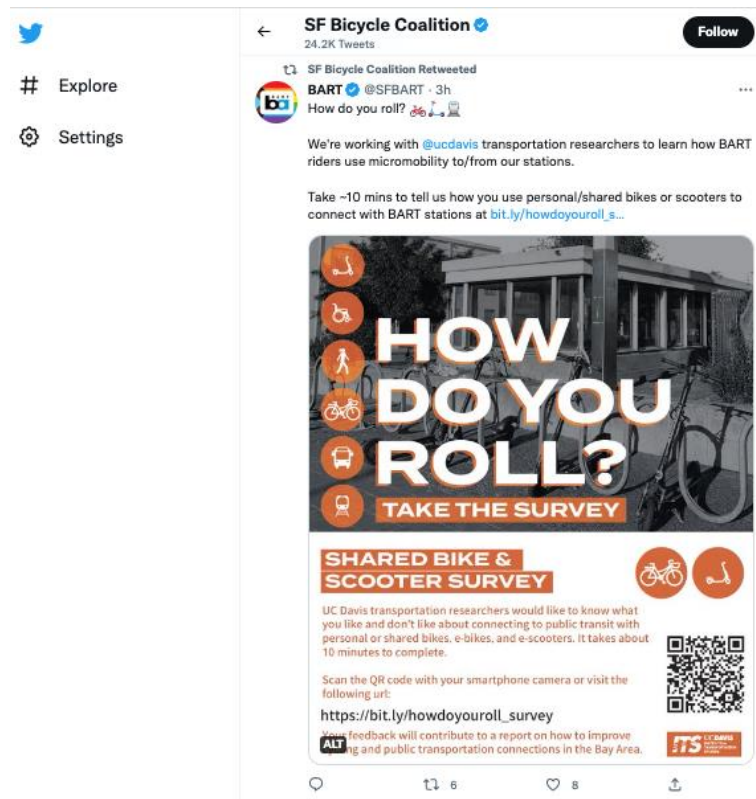 SF Bicycle Coalition
24.2K Tweets
Follow
Explore
Settings
SF Bicycle Coalition Retweeted
BART @SFBART · 3h
How do you roll?
We're working with @ucdavis transportation researchers to learn how BART
riders use micromobility to/from our stations.
Take ~10 mins to tell us how you use personal/shared bikes or scooters to
connect with BART stations at bit.ly/howdoyouroll_s...
HOW
DO YOU
ROLL?
TAKE THE SURVEY
SHARED BIKE &
SCOOTER SURVEY
UC Davis transportation researchers would like to know what
you like and don't like about connecting to public transit with
personal or shared bikes, e-bikes, and e-scooters. It takes about
10 minutes to complete.
Scan the QR code with your smartphone camera or visit the
following url:
https://bit.ly/howdoyouroll_survey
Your feedback will contribute to a report on how to improve
ALT
and public transportation connections in the Bay Area.
ITS UCDAVIS
6
8